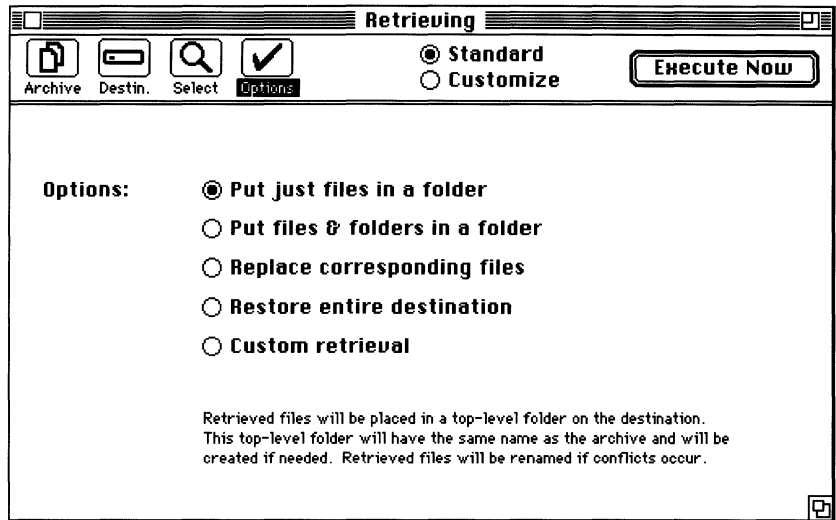 Retrieving
Archive Destin. Select Options
Standard
Customize
Execute Now
Options:
Put just files in a folder
Put files & folders in a folder
Replace corresponding files
Restore entire destination
Custom retrieval
Retrieved files will be placed in a top-level folder on the destination.
This top-level folder will have the same name as the archive and will be
created if needed. Retrieved files will be renamed if conflicts occur.